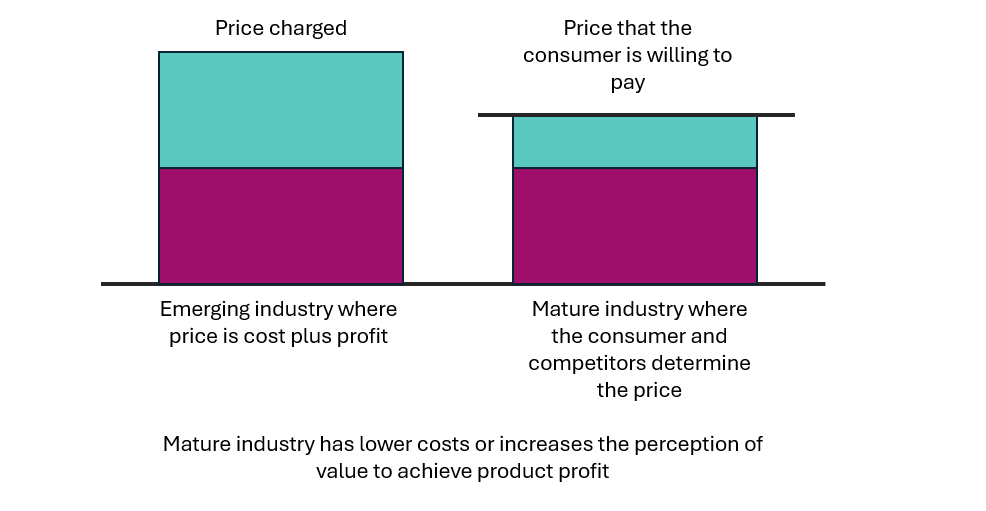 Price charged
Price that the
consumer is willing to
pay
Emerging industry where
price is cost plus profit
Mature industry where
the consumer and
competitors determine
the price
Mature industry has lower costs or increases the perception of
value to achieve product profit